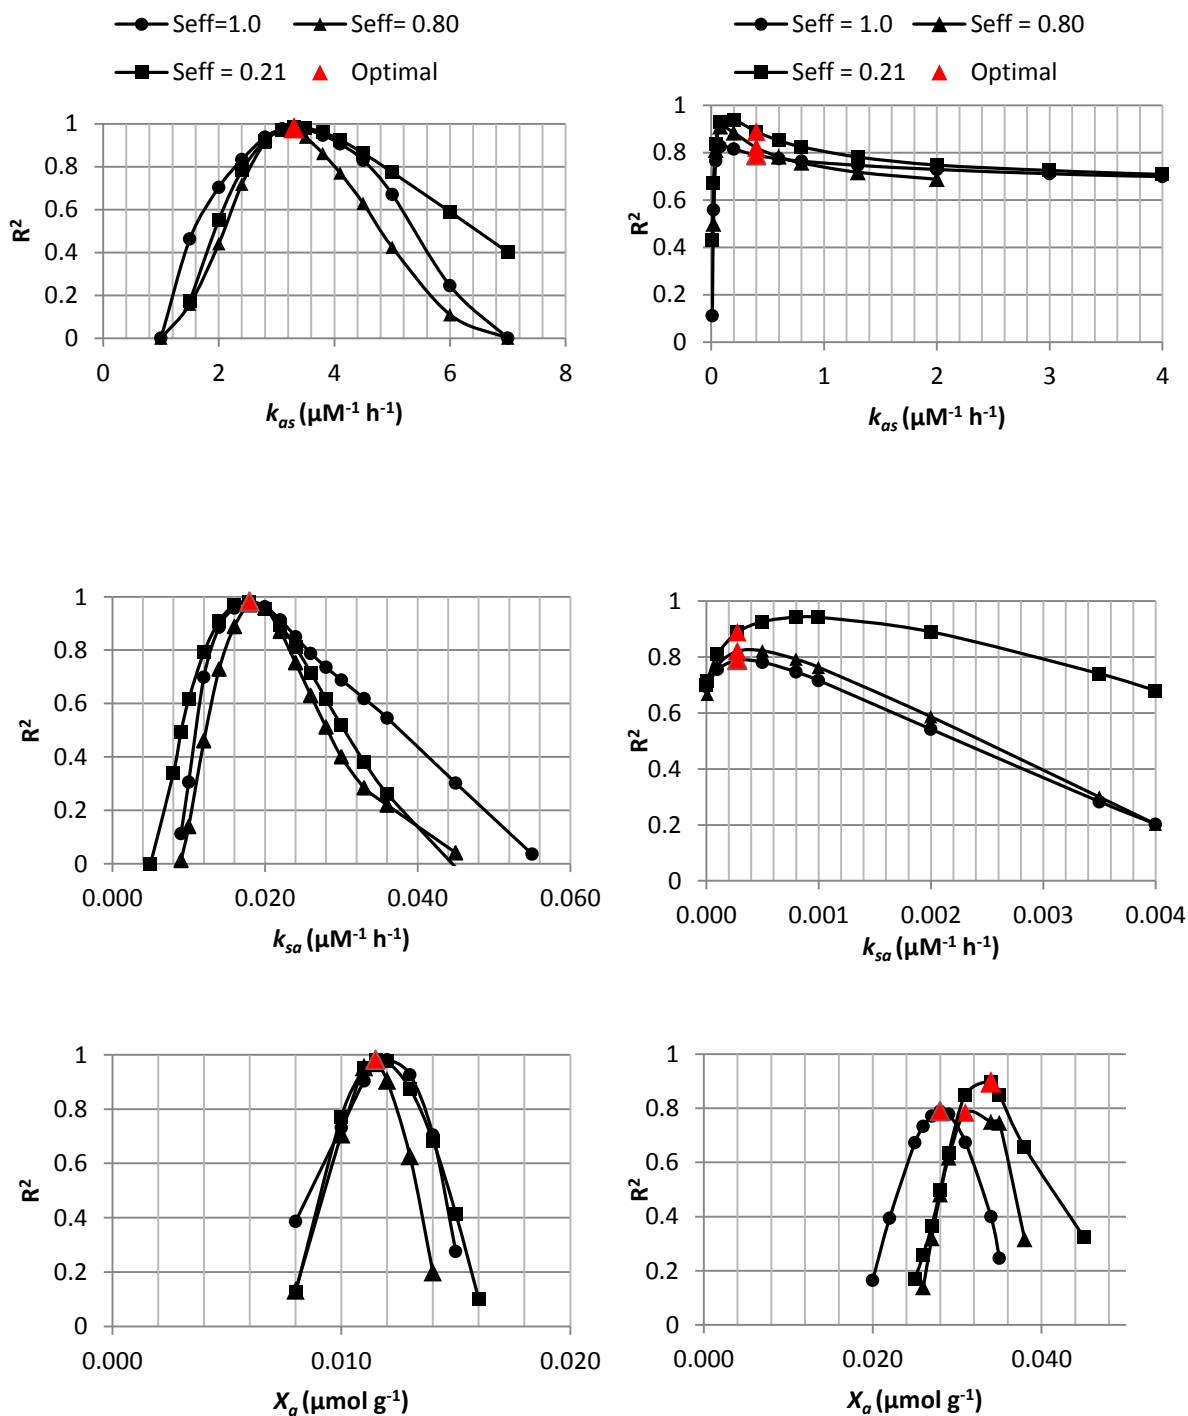 Seff=1.0 Seff= 0.80
Seff = 0.21 Optimal
1
0.8
0.6
0.4
0.2
0
R²
0 2 4 6 8
kas (µM⁻¹ h⁻¹)
Seff = 1.0 Seff = 0.80
Seff = 0.21 Optimal
1
0.8
0.6
0.4
0.2
0
R²
0 1 2 3 4
kas (µM⁻¹ h⁻¹)
1
0.8
0.6
0.4
0.2
0
R²
0.000 0.020 0.040 0.060
ksa (µM⁻¹ h⁻¹)
1
0.8
0.6
0.4
0.2
0
R²
0.000 0.001 0.002 0.003 0.004
ksa (µM⁻¹ h⁻¹)
1
0.8
0.6
0.4
0.2
0
R²
0.000 0.010 0.020
Xa (µmol g⁻¹)
1
0.8
0.6
0.4
0.2
0
R²
0.000 0.020 0.040
Xa (µmol g⁻¹)